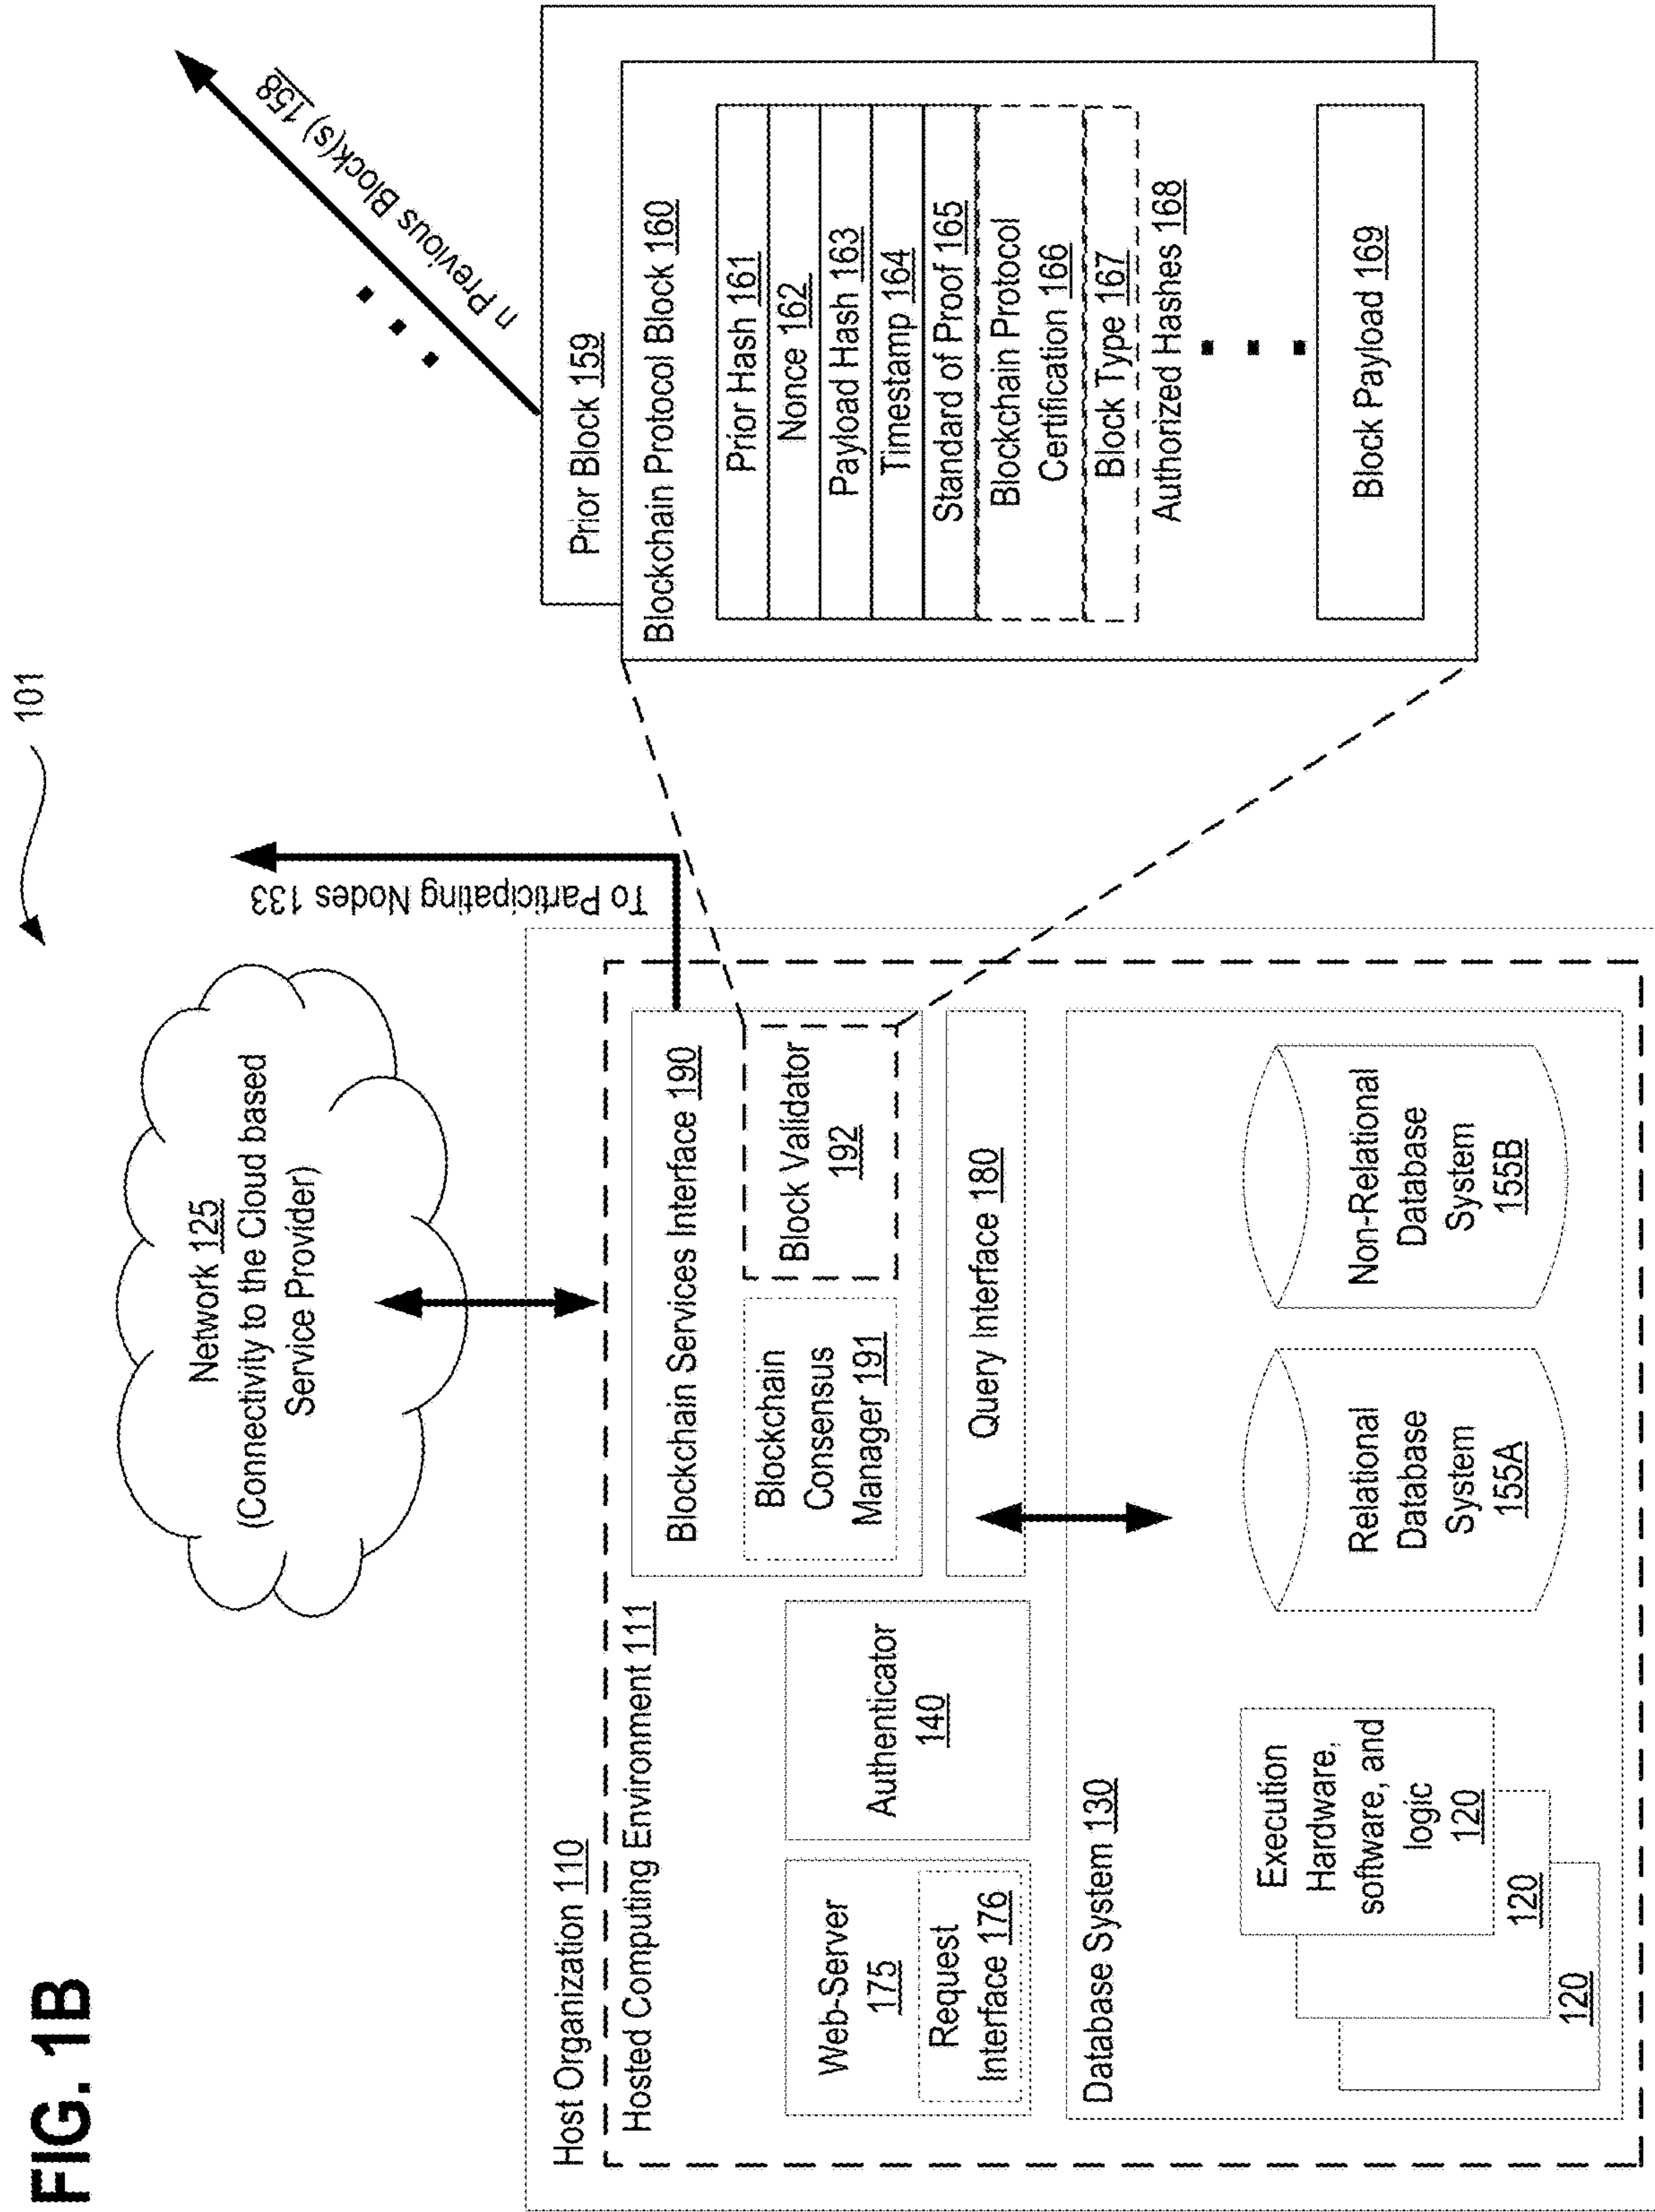 FIG. 1B
101
Network 125
(Connectivity to the Cloud based
Service Provider)
To Participating Nodes 133
n Previous Block(s) 158
Host Organization 110
Hosted Computing Environment 111
Web-Server
175
Request
Interface 176
Authenticator
140
Blockchain Services Interface 190
Blockchain
Consensus
Manager 191
Block Validator
192
Query Interface 180
Database System 130
Execution
Hardware,
software, and
logic
120
120
120
Relational
Database
System
155A
Non-Relational
Database
System
155B
Prior Block 159
Blockchain Protocol Block 160
Prior Hash 161
Nonce 162
Payload Hash 163
Timestamp 164
Standard of Proof 165
Blockchain Protocol
Certification 166
Block Type 167
Authorized Hashes 168
Block Payload 169